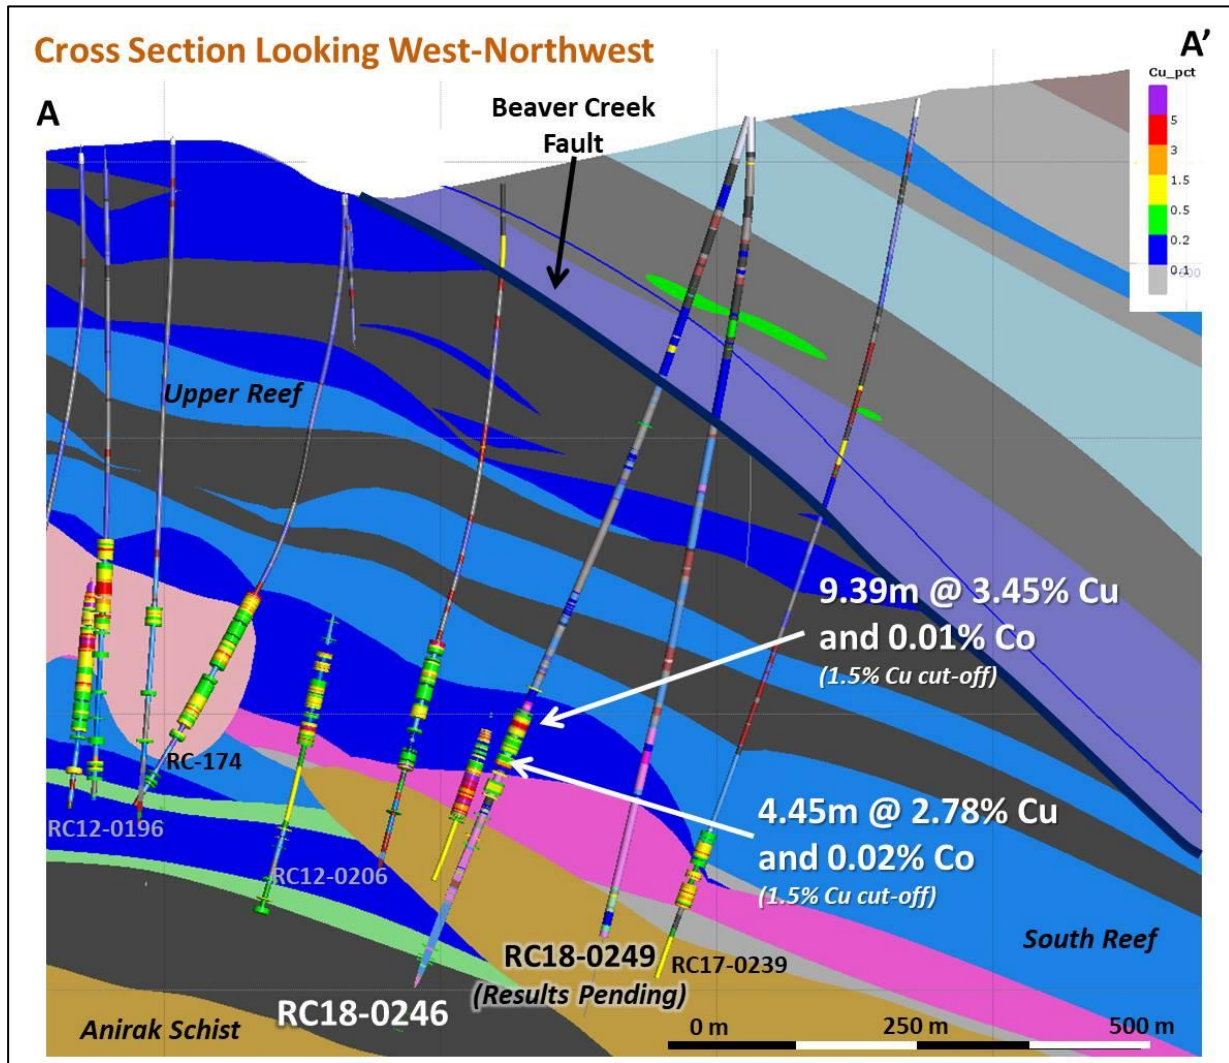 Cross Section Looking West-Northwest
A
A’
Beaver Creek
Fault
Cu_pct
5
3
1.5
0.5
0.2
0.1
Upper Reef
9.39m @ 3.45% Cu
and 0.01% Co
(1.5% Cu cut-off)
RC-174
RC12-0196
4.45m @ 2.78% Cu
and 0.02% Co
(1.5% Cu cut-off)
RC12-0206
South Reef
RC18-0249
(Results Pending)
RC17-0239
RC18-0246
Anirak Schist
0 m
250 m
500 m